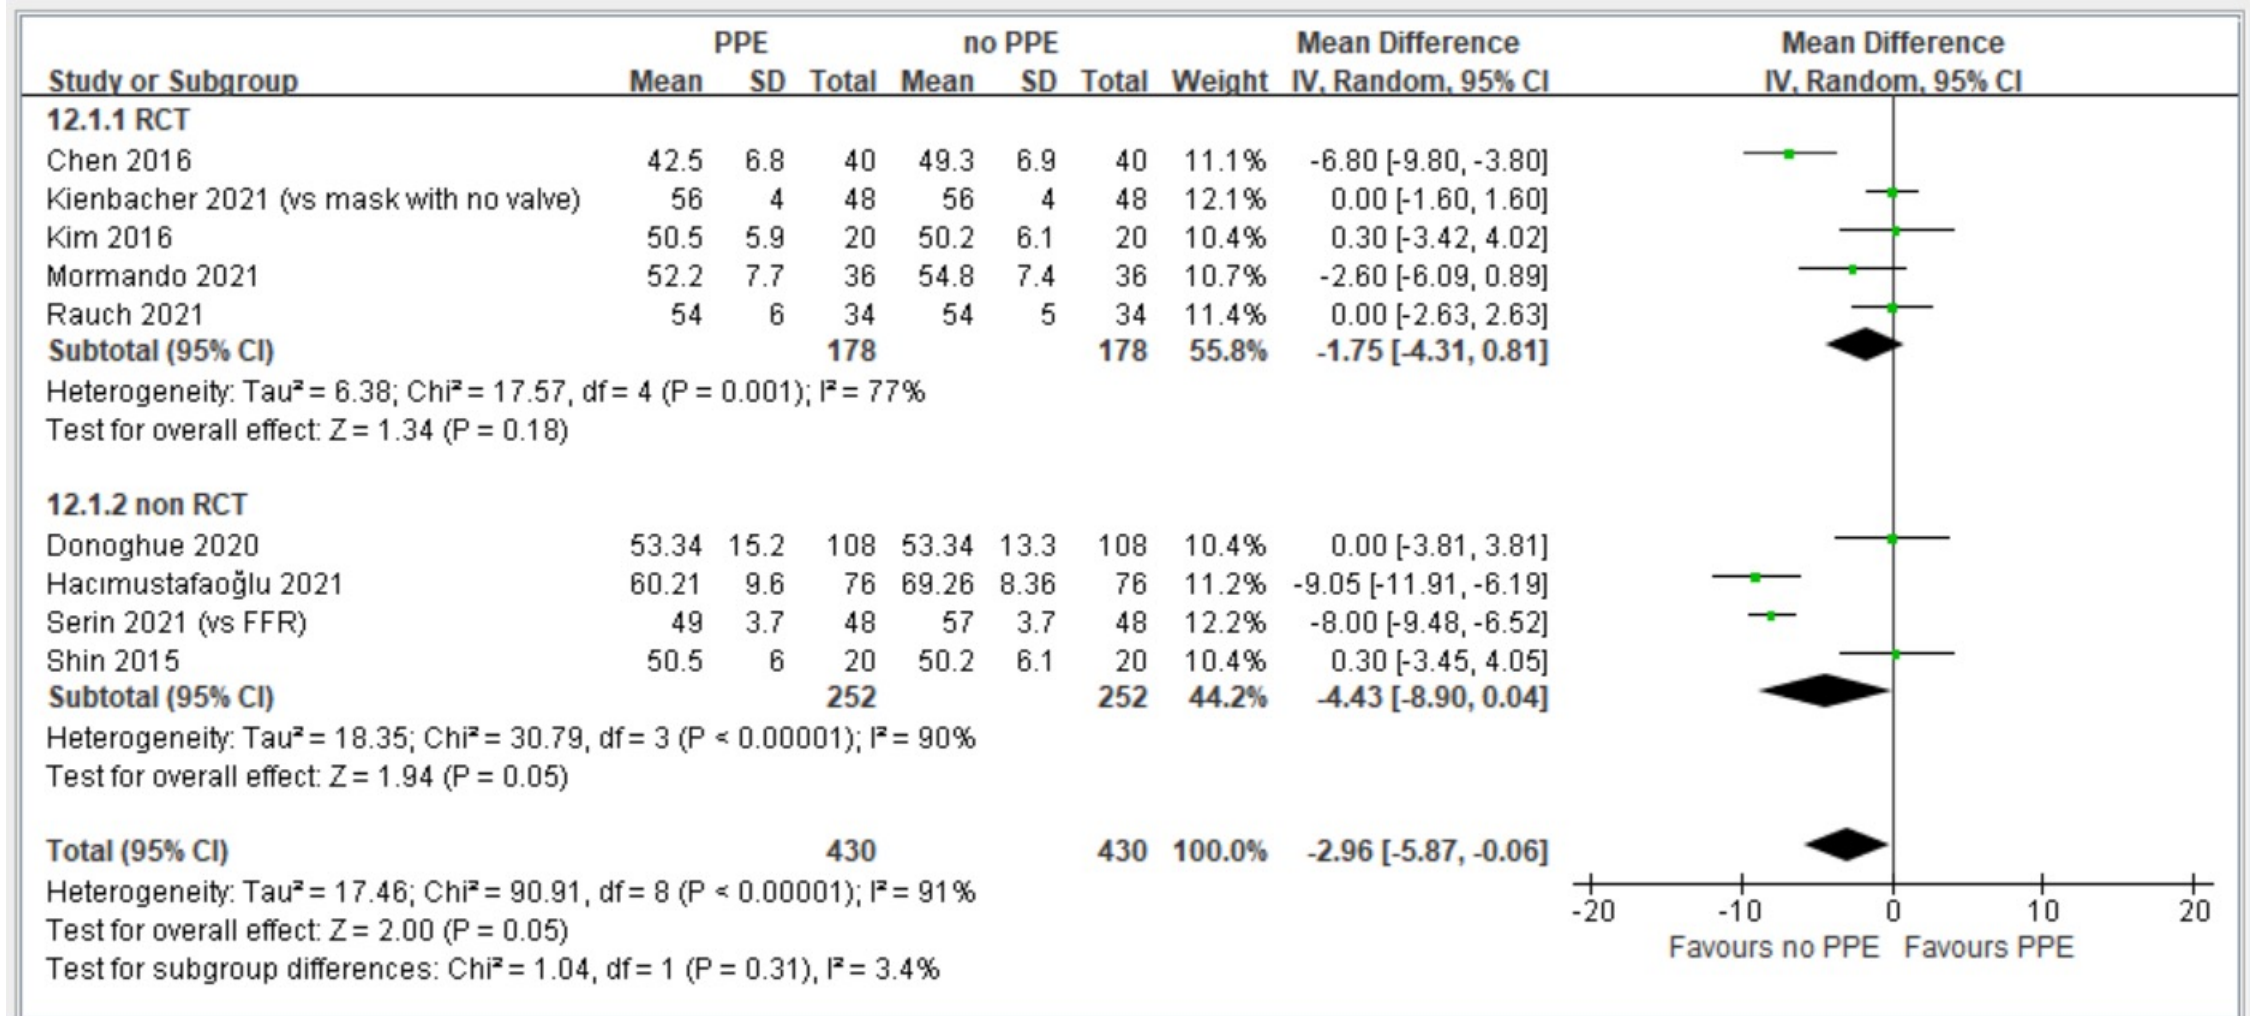 PPE no PPE Mean Difference Mean Difference
Study or Subgroup Mean SD Total Mean SD Total Weight IV, Random, 95% CI IV, Random, 95% CI
12.1.1 RCT
Chen 2016 42.5 6.8 40 49.3 6.9 40 11.1% -6.80 [-9.80, -3.80]
Kienbacher 2021 (vs mask with no valve) 56 4 48 56 4 48 12.1% 0.00 [-1.60, 1.60]
Kim 2016 50.5 5.9 20 50.2 6.1 20 10.4% 0.30 [-3.42, 4.02]
Mormando 2021 52.2 7.7 36 54.8 7.4 36 10.7% -2.60 [-6.09, 0.89]
Rauch 2021 54 6 34 54 5 34 11.4% 0.00 [-2.63, 2.63]
Subtotal (95% CI) 178 178 55.8% -1.75 [-4.31, 0.81]
Heterogeneity: Tau² = 6.38; Chi² = 17.57, df = 4 (P = 0.001); I² = 77%
Test for overall effect: Z = 1.34 (P = 0.18)
12.1.2 non RCT
Donoghue 2020 53.34 15.2 108 53.34 13.3 108 10.4% 0.00 [-3.81, 3.81]
Hacımustafaoğlu 2021 60.21 9.6 76 69.26 8.36 76 11.2% -9.05 [-11.91, -6.19]
Serin 2021 (vs FFR) 49 3.7 48 57 3.7 48 12.2% -8.00 [-9.48, -6.52]
Shin 2015 50.5 6 20 50.2 6.1 20 10.4% 0.30 [-3.45, 4.05]
Subtotal (95% CI) 252 252 44.2% -4.43 [-8.90, 0.04]
Heterogeneity: Tau² = 18.35; Chi² = 30.79, df = 3 (P < 0.00001); I² = 90%
Test for overall effect: Z = 1.94 (P = 0.05)
Total (95% CI) 430 430 100.0% -2.96 [-5.87, -0.06]
Heterogeneity: Tau² = 17.46; Chi² = 90.91, df = 8 (P < 0.00001); I² = 91%
Test for overall effect: Z = 2.00 (P = 0.05)
Test for subgroup differences: Chi² = 1.04, df = 1 (P = 0.31), I² = 3.4%
-20 -10 0 10 20
Favours no PPE Favours PPE